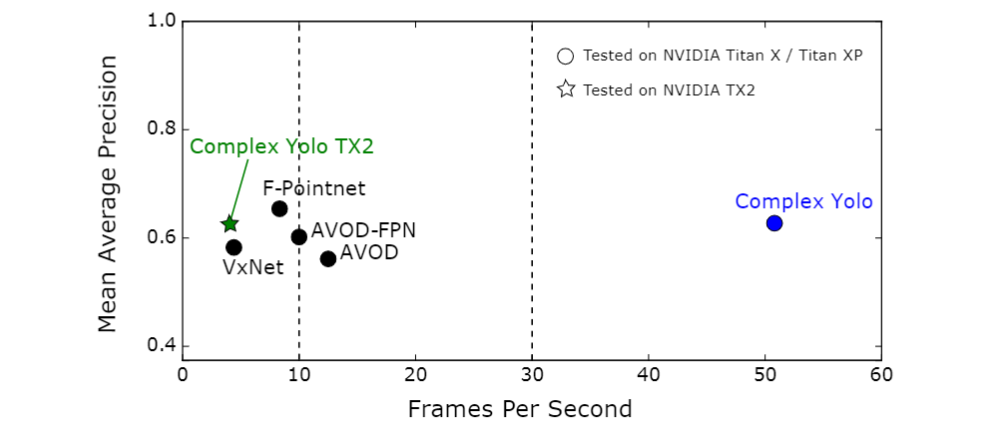 1.0
0.8
0.6
0.4
Mean Average Precision
Tested on NVIDIA Titan X / Titan XP
Tested on NVIDIA TX2
Complex Yolo TX2
F-Pointnet
Complex Yolo
AVOD-FPN
AVOD
VxNet
0 10 20 30 40 50 60
Frames Per Second